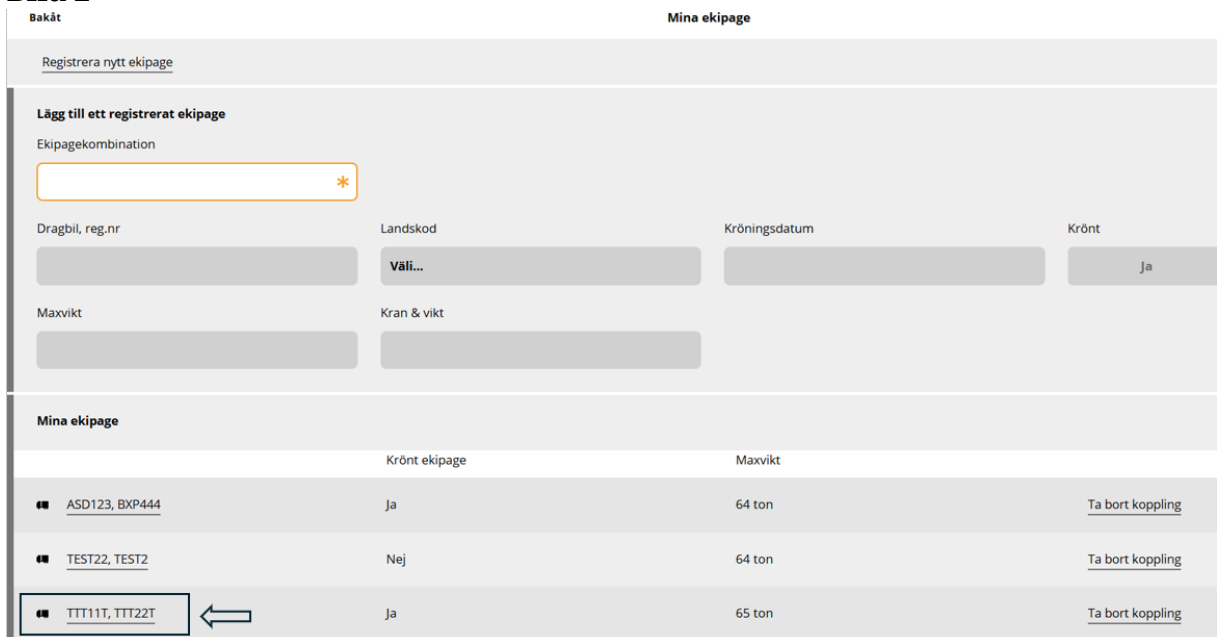 Bakåt Mina ekipage
Registrera nytt ekipage
Lägg till ett registrerat ekipage
Ekipagekombination
*
Dragbil, reg.nr Landskod Kröningsdatum Krönt
Väli... Ja
Maxvikt Kran & vikt
Mina ekipage
Krönt ekipage Maxvikt
ASD123, BXP444 Ja 64 ton Ta bort koppling
TEST22, TEST2 Nej 64 ton Ta bort koppling
TTT11T, TTT22T Ja 65 ton Ta bort koppling